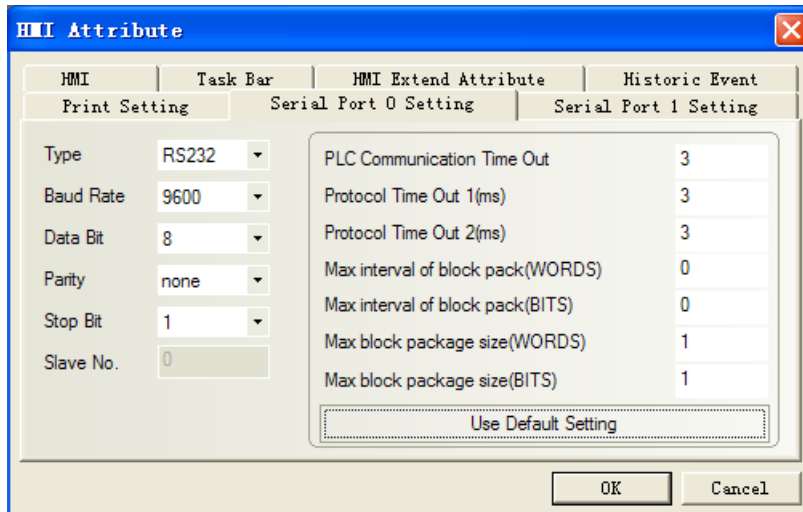 HMI Attribute
HMI Task Bar HMI Extend Attribute Historic Event
Print Setting Serial Port 0 Setting Serial Port 1 Setting
Type RS232
Baud Rate 9600
Data Bit 8
Parity none
Stop Bit 1
Slave No. 0
PLC Communication Time Out 3
Protocol Time Out 1(ms) 3
Protocol Time Out 2(ms) 3
Max interval of block pack(WORDS) 0
Max interval of block pack(BITS) 0
Max block package size(WORDS) 1
Max block package size(BITS) 1
Use Default Setting
OK Cancel